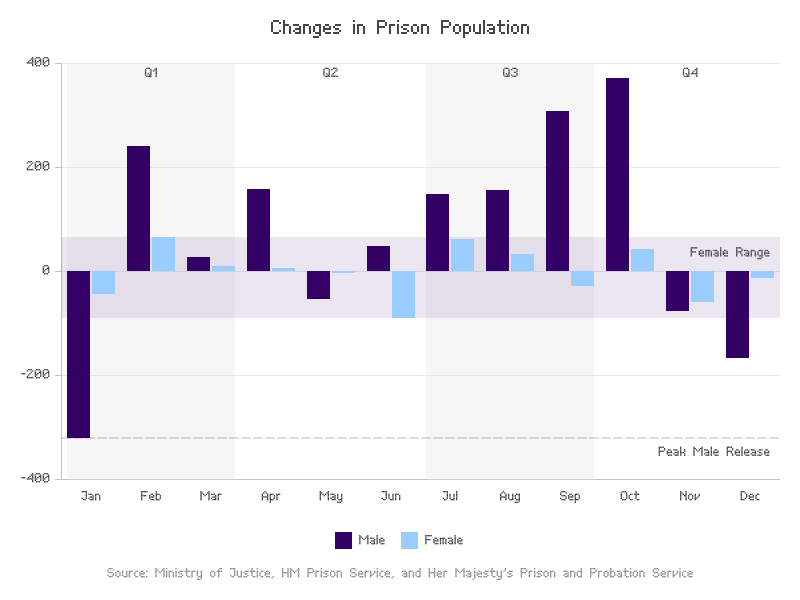 Changes in Prison Population
400
Q1 Q2 Q3 Q4
200
Female Range
0
-200
Peak Male Release
-400
Jan Feb Mar Apr May Jun Jul Aug Sep Oct Nov Dec
Male Female
Source: Ministry of Justice, HM Prison Service, and Her Majesty's Prison and Probation Service